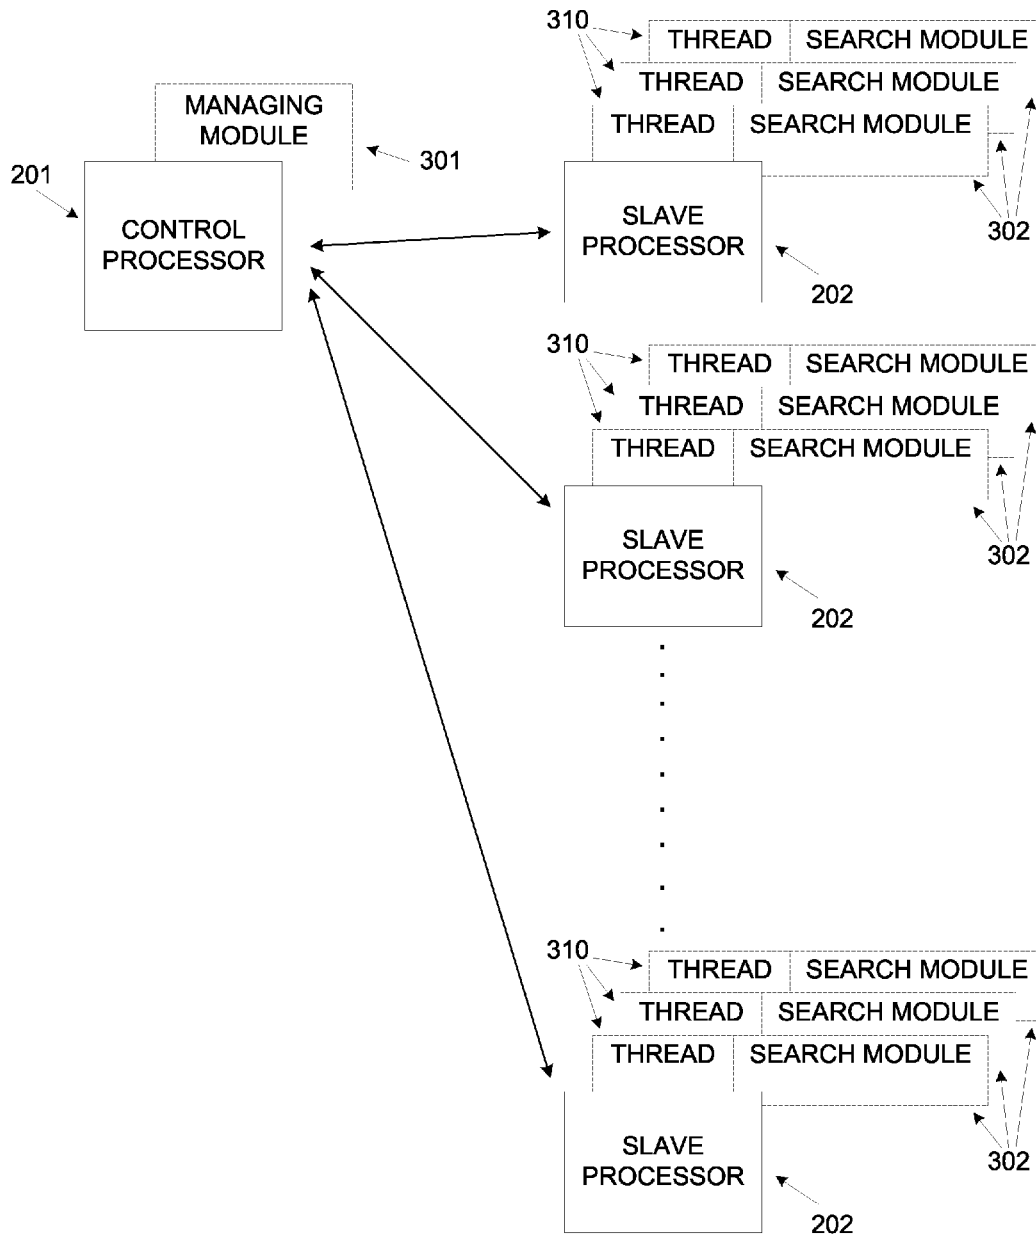 310
THREAD SEARCH MODULE
THREAD SEARCH MODULE
THREAD SEARCH MODULE
MANAGING
MODULE
301
201
CONTROL
PROCESSOR
SLAVE
PROCESSOR
302
202
310
THREAD SEARCH MODULE
THREAD SEARCH MODULE
THREAD SEARCH MODULE
SLAVE
PROCESSOR
302
202
310
THREAD SEARCH MODULE
THREAD SEARCH MODULE
THREAD SEARCH MODULE
SLAVE
PROCESSOR
302
202